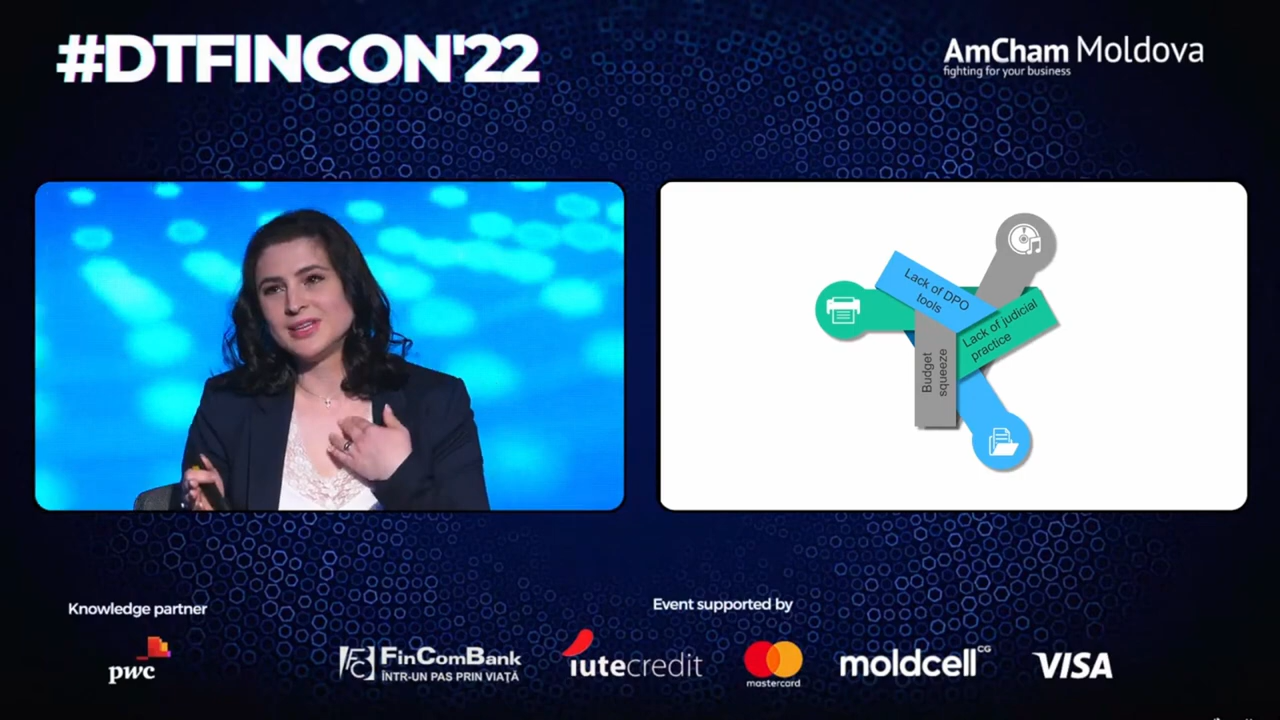 #DTFINCON'22
AmCham Moldova
fighting for your business
Lack of DPO
tools
Lack of judicial
practice
Budget
squeeze
Knowledge partner
Event supported by
pwc
FinComBank
ÎNTR-UN PAS PRIN VIAȚĂ
iutecredit
mastercard
moldcell CG
VISA